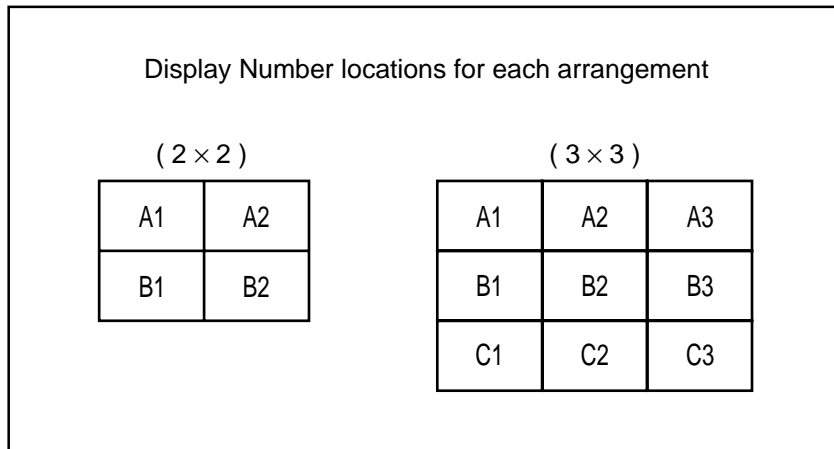 Display Number locations for each arrangement
( 2 × 2 )
A1 A2
B1 B2
( 3 × 3 )
A1 A2 A3
B1 B2 B3
C1 C2 C3